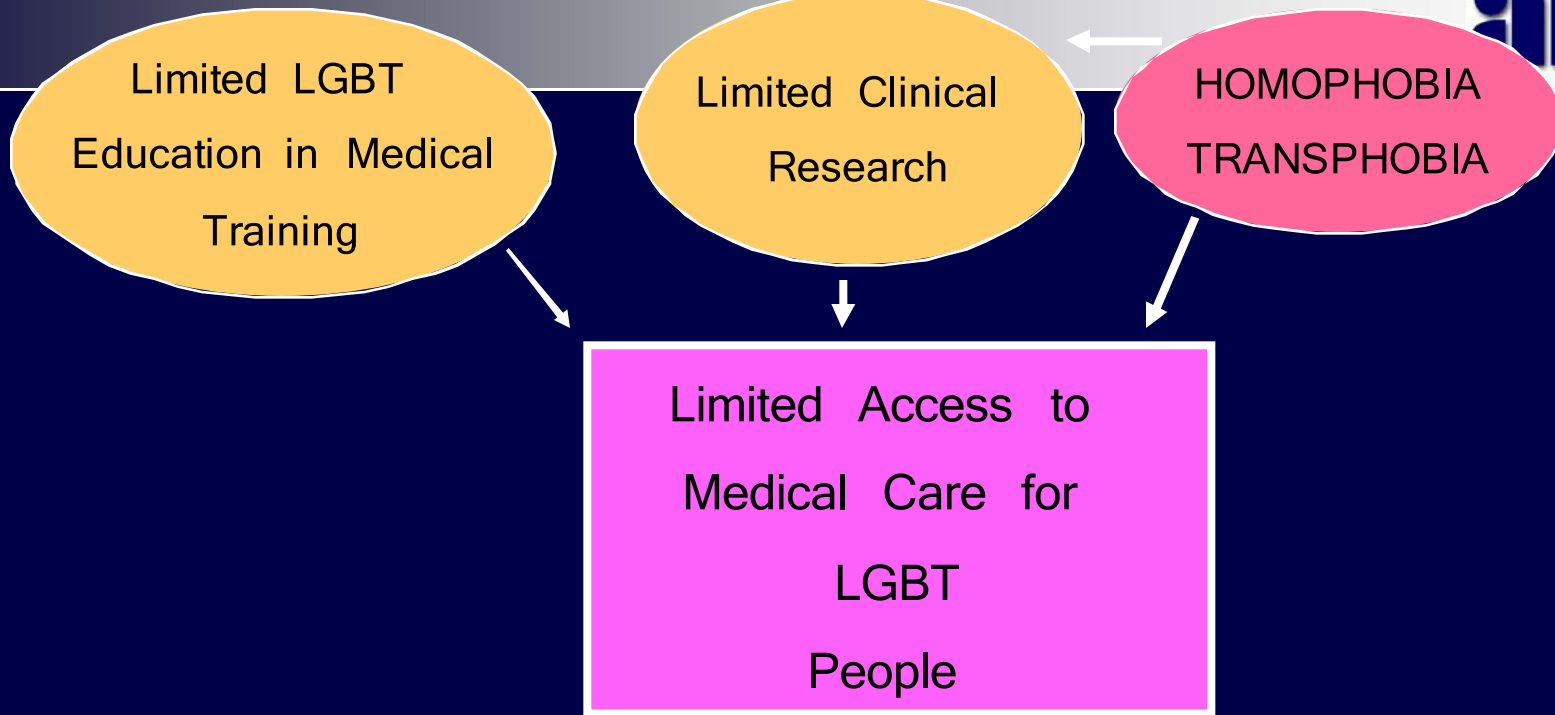 Limited LGBT
Education in Medical
Training
Limited Clinical
Research
HOMOPHOBIA
TRANSPHOBIA
Limited Access to
Medical Care for
LGBT
People